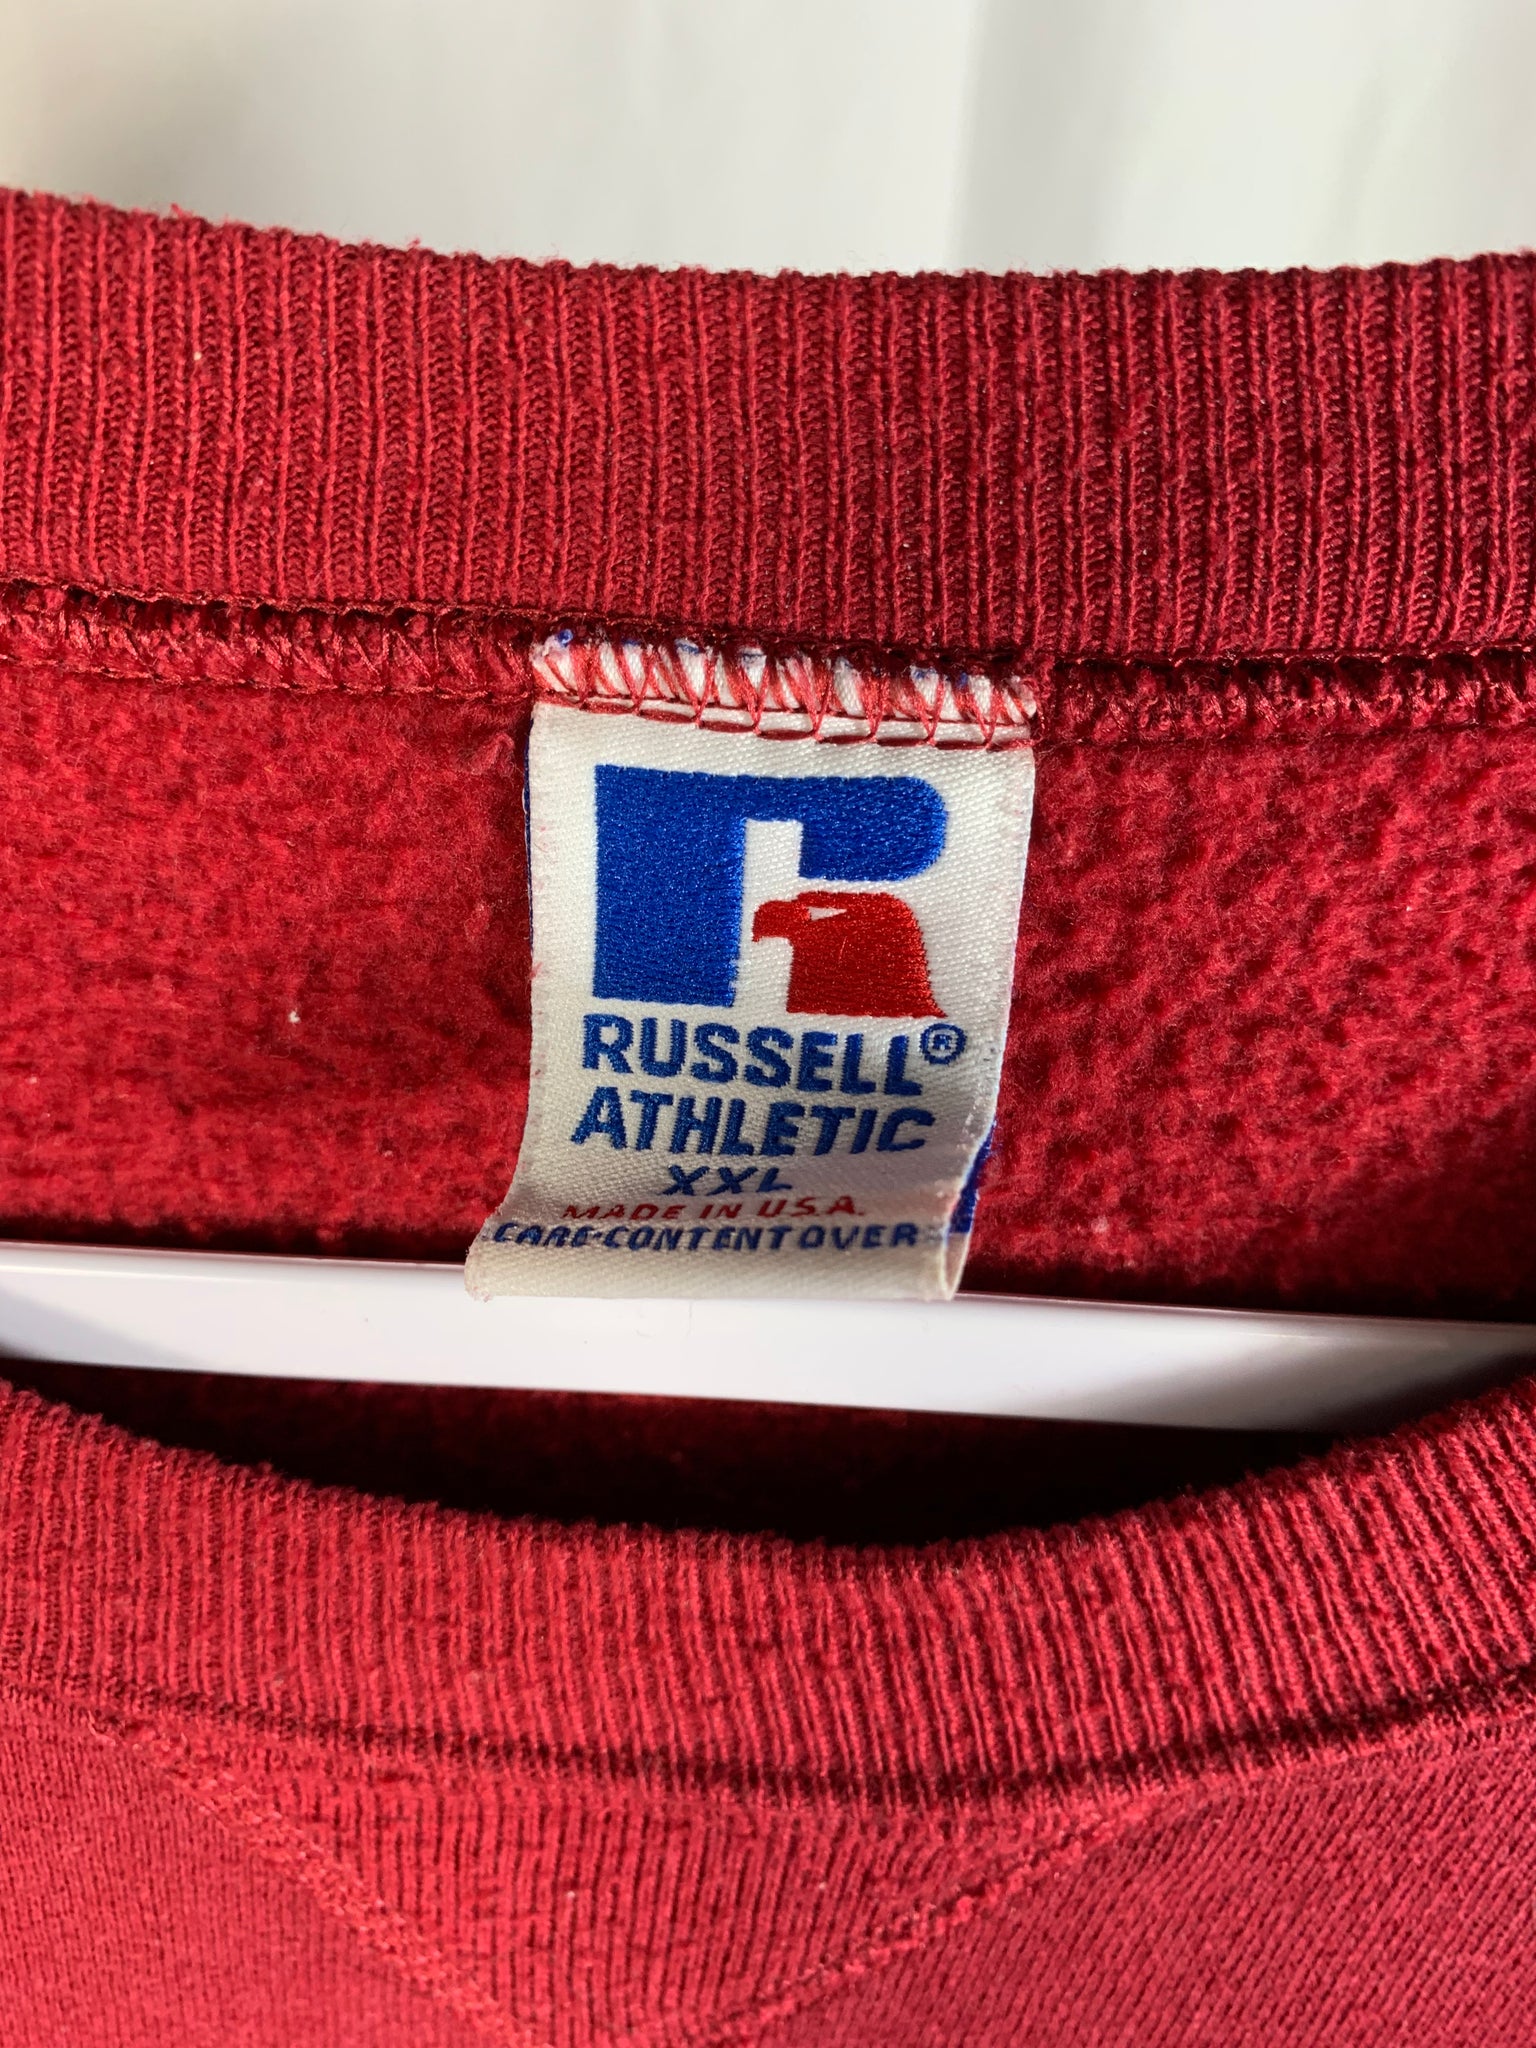 RUSSELL®
ATHLETIC
XXL
MADE IN U.S.A.
CARE·CONTENT OVER